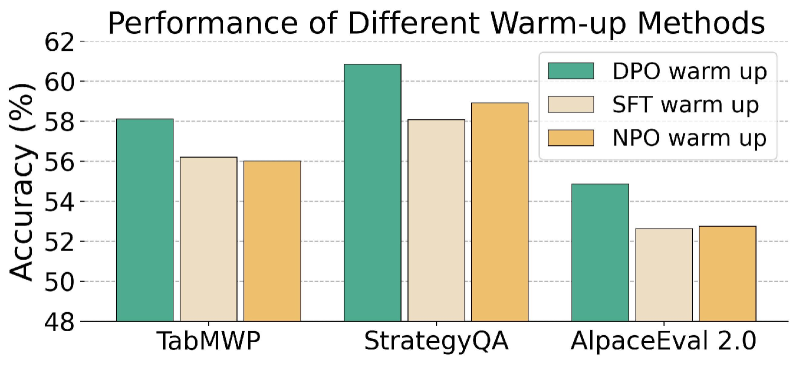 Performance of Different Warm-up Methods
Accuracy (%)
62
60
58
56
54
52
50
48
DPO warm up
SFT warm up
NPO warm up
TabMWP
StrategyQA
AlpaceEval 2.0